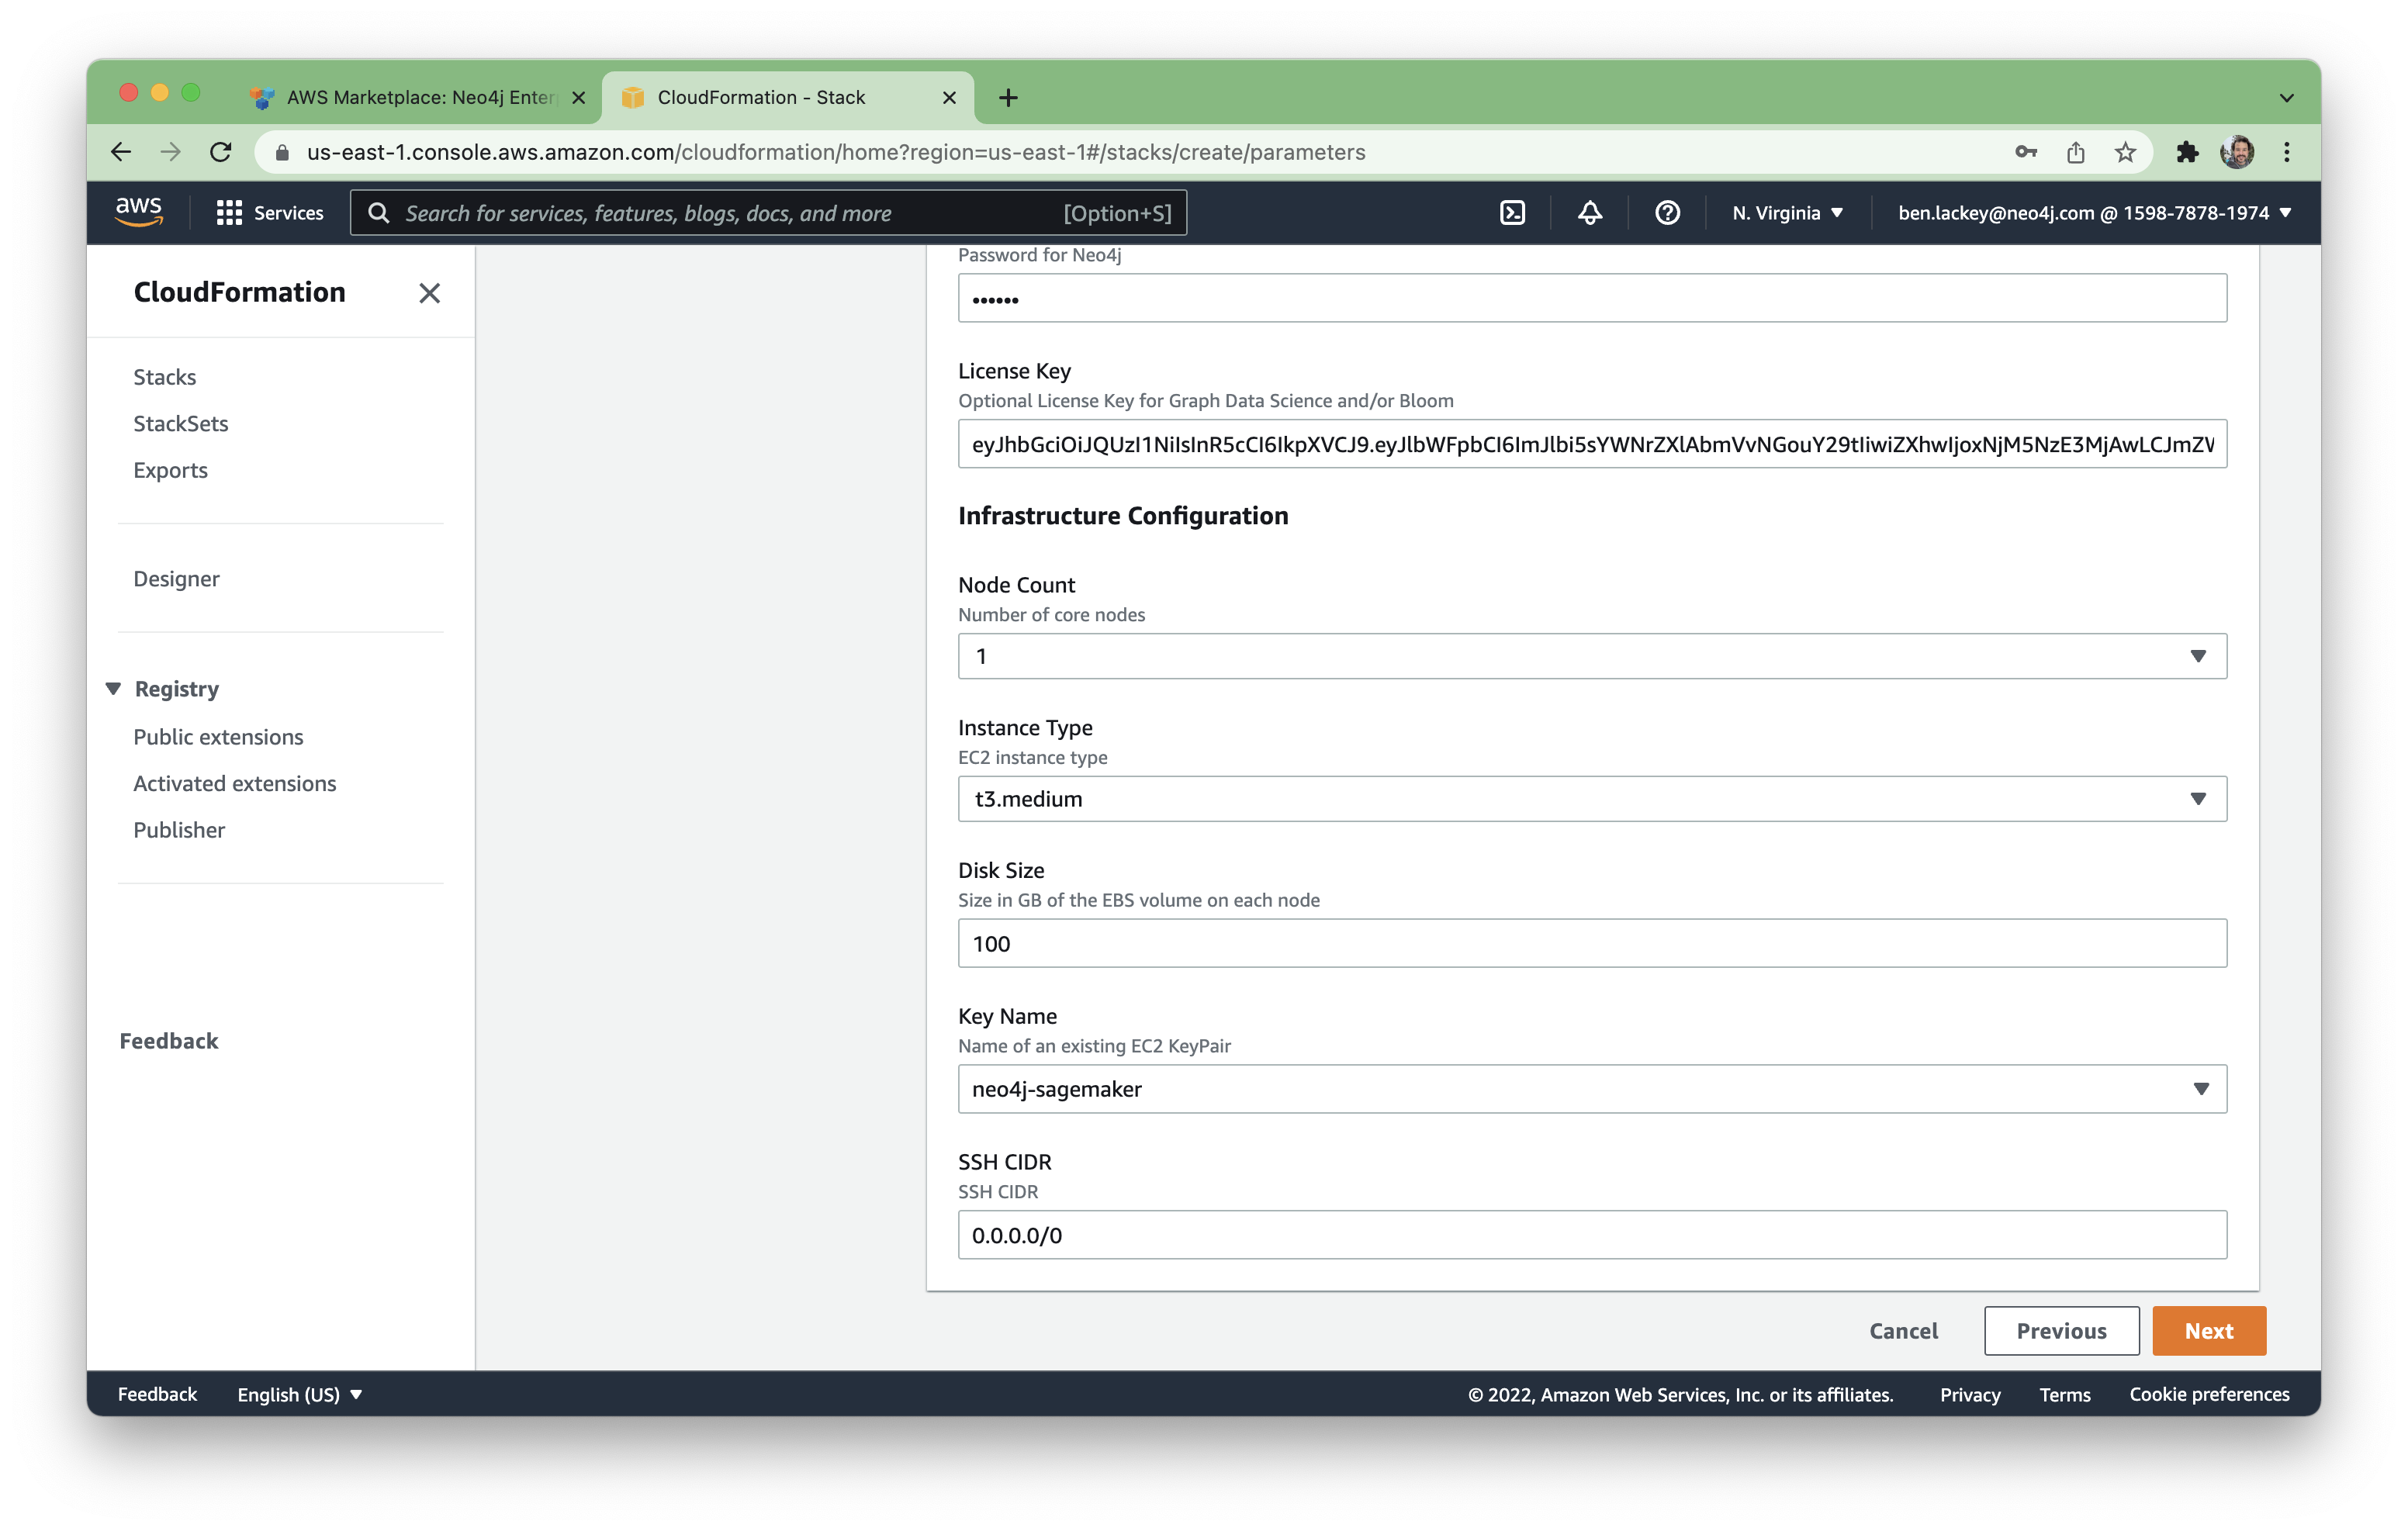 AWS Marketplace: Neo4j Enter
CloudFormation - Stack
us-east-1.console.aws.amazon.com/cloudformation/home?region=us-east-1#/stacks/create/parameters
aws
Services
Search for services, features, blogs, docs, and more
[Option+S]
N. Virginia
ben.lackey@neo4j.com @ 1598-7878-1974
CloudFormation
Stacks
StackSets
Exports
Designer
Registry
Public extensions
Activated extensions
Publisher
Feedback
Password for Neo4j
••••••
License Key
Optional License Key for Graph Data Science and/or Bloom
eyJhbGciOiJQUzI1NiIsInR5cCI6IkpXVCJ9.eyJlbWFpbCI6ImJlbi5sYWNrZXlAbmVvNGouY29tIiwiZXhwIjoxNjM5NzE3MjAwLCJmZW
Infrastructure Configuration
Node Count
Number of core nodes
1
Instance Type
EC2 instance type
t3.medium
Disk Size
Size in GB of the EBS volume on each node
100
Key Name
Name of an existing EC2 KeyPair
neo4j-sagemaker
SSH CIDR
SSH CIDR
0.0.0.0/0
Cancel
Previous
Next
Feedback
English (US)
© 2022, Amazon Web Services, Inc. or its affiliates.
Privacy
Terms
Cookie preferences